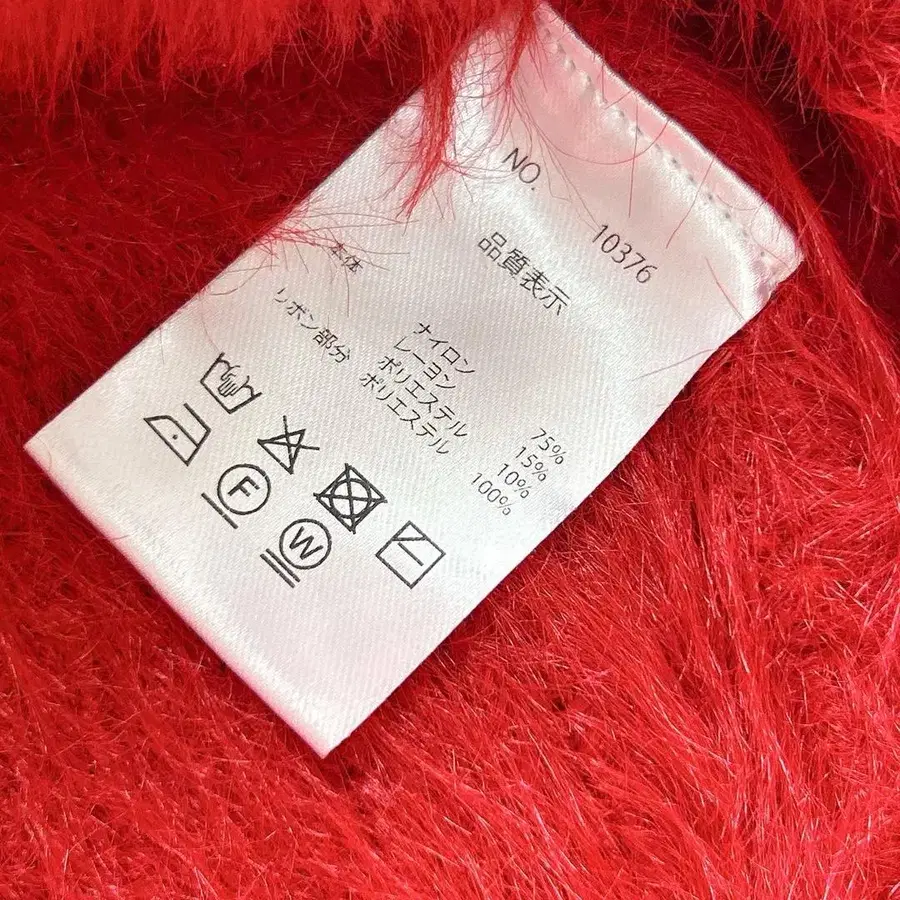 NO. 10376
品質表示
本体 ナイロン 75%
レーヨン 15%
ポリエステル 10%
リボン部分 ポリエステル 100%
F
W